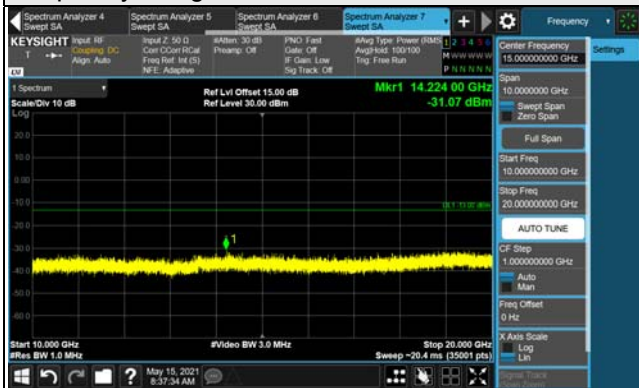 Spectrum Analyzer 4
Swept SA
Spectrum Analyzer 5
Swept SA
Spectrum Analyzer 6
Swept SA
Spectrum Analyzer 7
Swept SA
Frequency
KEYSIGHT
Input: RF
Coupling: DC
Align: Auto
Input Z: 50 Ω
Corr CCorr RCal
Freq Ref: Int (S)
NFE: Adaptive
#Atten: 30 dB
Preamp: Off
PNO: Fast
Gate: Off
IF Gain: Low
Sig Track: Off
#Avg Type: Power (RMS)
Avg|Hold: 100/100
Trig: Free Run
1 2 3 4 5 6
M W W W W W
P N N N N N
LXI
1 Spectrum
Scale/Div 10 dB
Log
Ref Lvl Offset 15.00 dB
Ref Level 30.00 dBm
Mkr1 14.224 00 GHz
-31.07 dBm
20.0
10.0
0.00
-10.0
-20.0
-30.0
-40.0
-50.0
-60.0
DL1 -13.00 dBm
1
Start 10.000 GHz
#Res BW 1.0 MHz
#Video BW 3.0 MHz
Stop 20.000 GHz
Sweep ~20.4 ms (35001 pts)
May 15, 2021
8:37:34 AM
Center Frequency
15.000000000 GHz
Settings
Span
10.0000000 GHz
Swept Span
Zero Span
Full Span
Start Freq
10.000000000 GHz
Stop Freq
20.000000000 GHz
AUTO TUNE
CF Step
1.000000000 GHz
Auto
Man
Freq Offset
0 Hz
X Axis Scale
Log
Lin
Signal Track